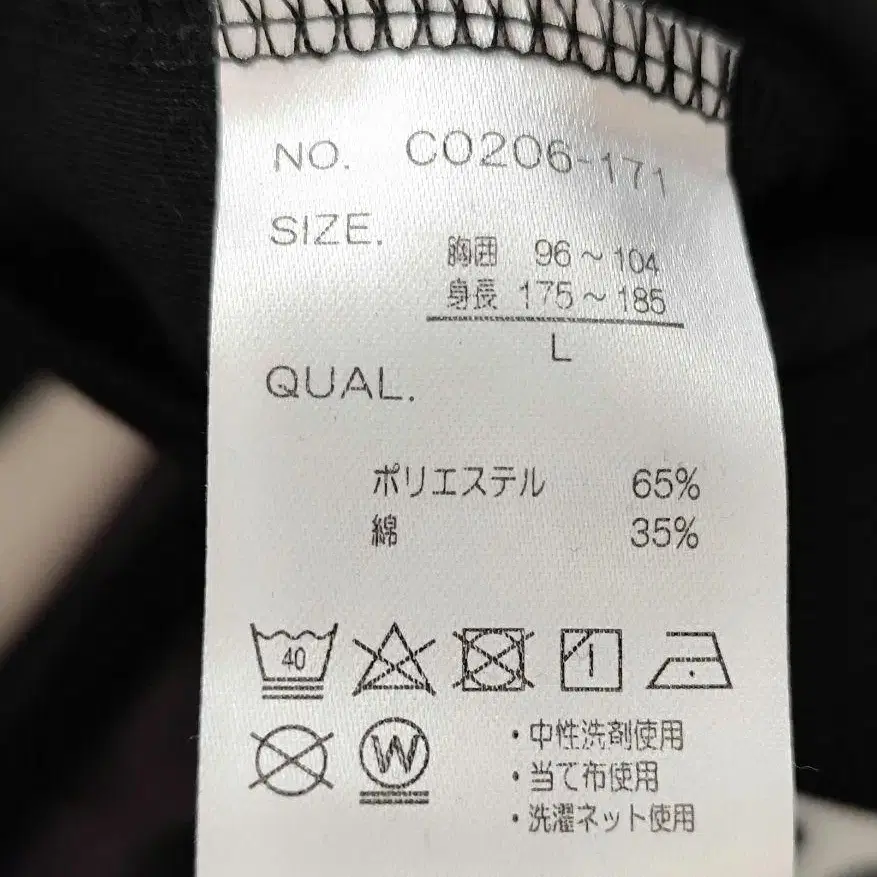 NO. C0206-171
SIZE.
胸囲 96～104
身長 175～185
L
QUAL.
ポリエステル 65%
綿 35%
40
W
・中性洗剤使用
・当て布使用
・洗濯ネット使用